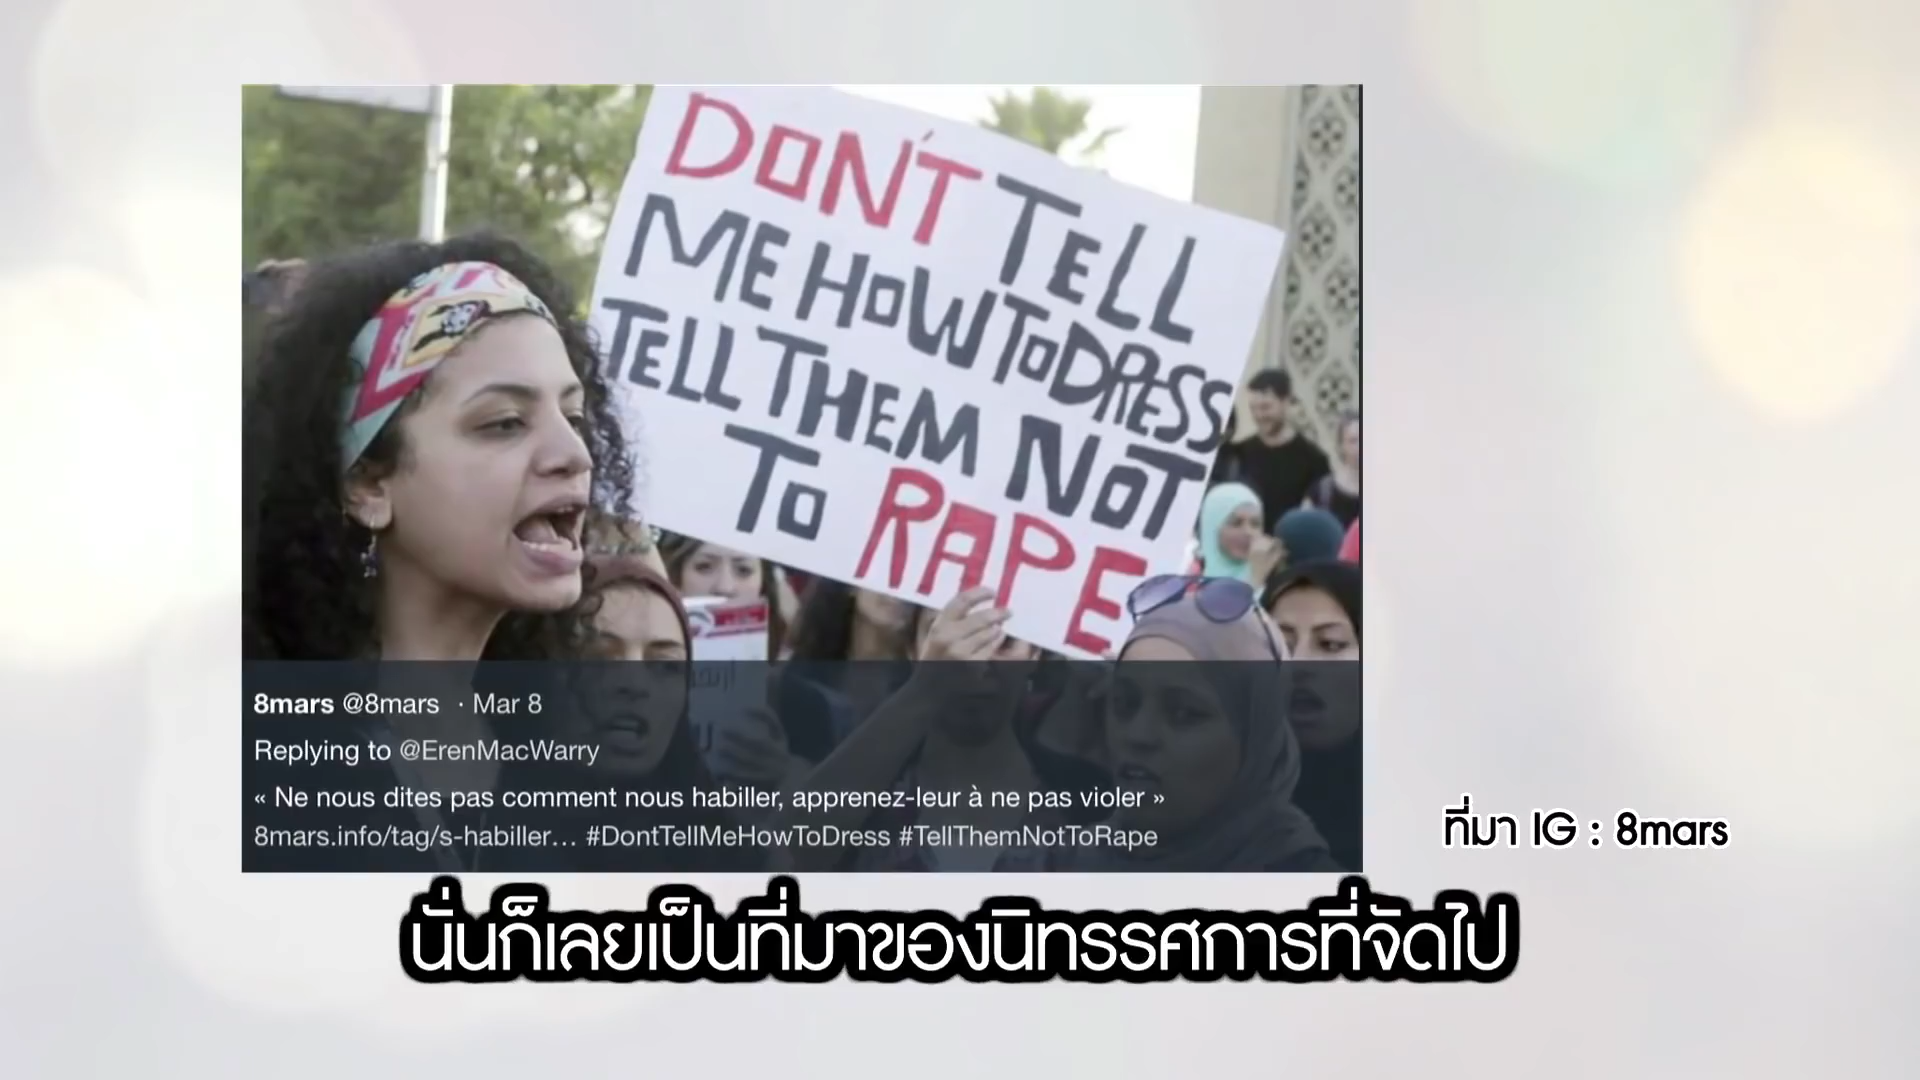 DON'T TELL
ME HOW TO DRESS
TELL THEM NOT
TO RAPE
8mars @8mars · Mar 8
Replying to @ErenMacWarry
« Ne nous dites pas comment nous habiller, apprenez-leur à ne pas violer »
8mars.info/tag/s-habiller… #DontTellMeHowToDress #TellThemNotToRape
ที่มา IG : 8mars
นั่นก็เลยเป็นที่มาของนิทรรศการที่จัดไป